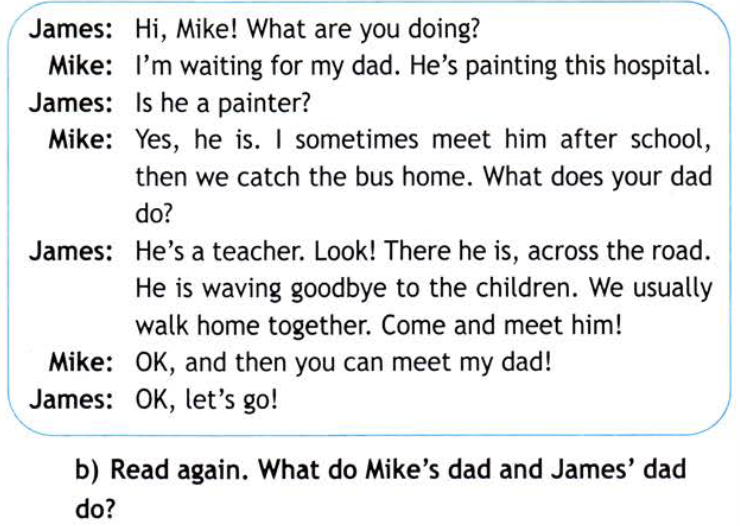 James: Hi, Mike! What are you doing?
Mike: I'm waiting for my dad. He's painting this hospital.
James: Is he a painter?
Mike: Yes, he is. I sometimes meet him after school,
then we catch the bus home. What does your dad
do?
James: He's a teacher. Look! There he is, across the road.
He is waving goodbye to the children. We usually
walk home together. Come and meet him!
Mike: OK, and then you can meet my dad!
James: OK, let's go!
b) Read again. What do Mike's dad and James' dad
do?